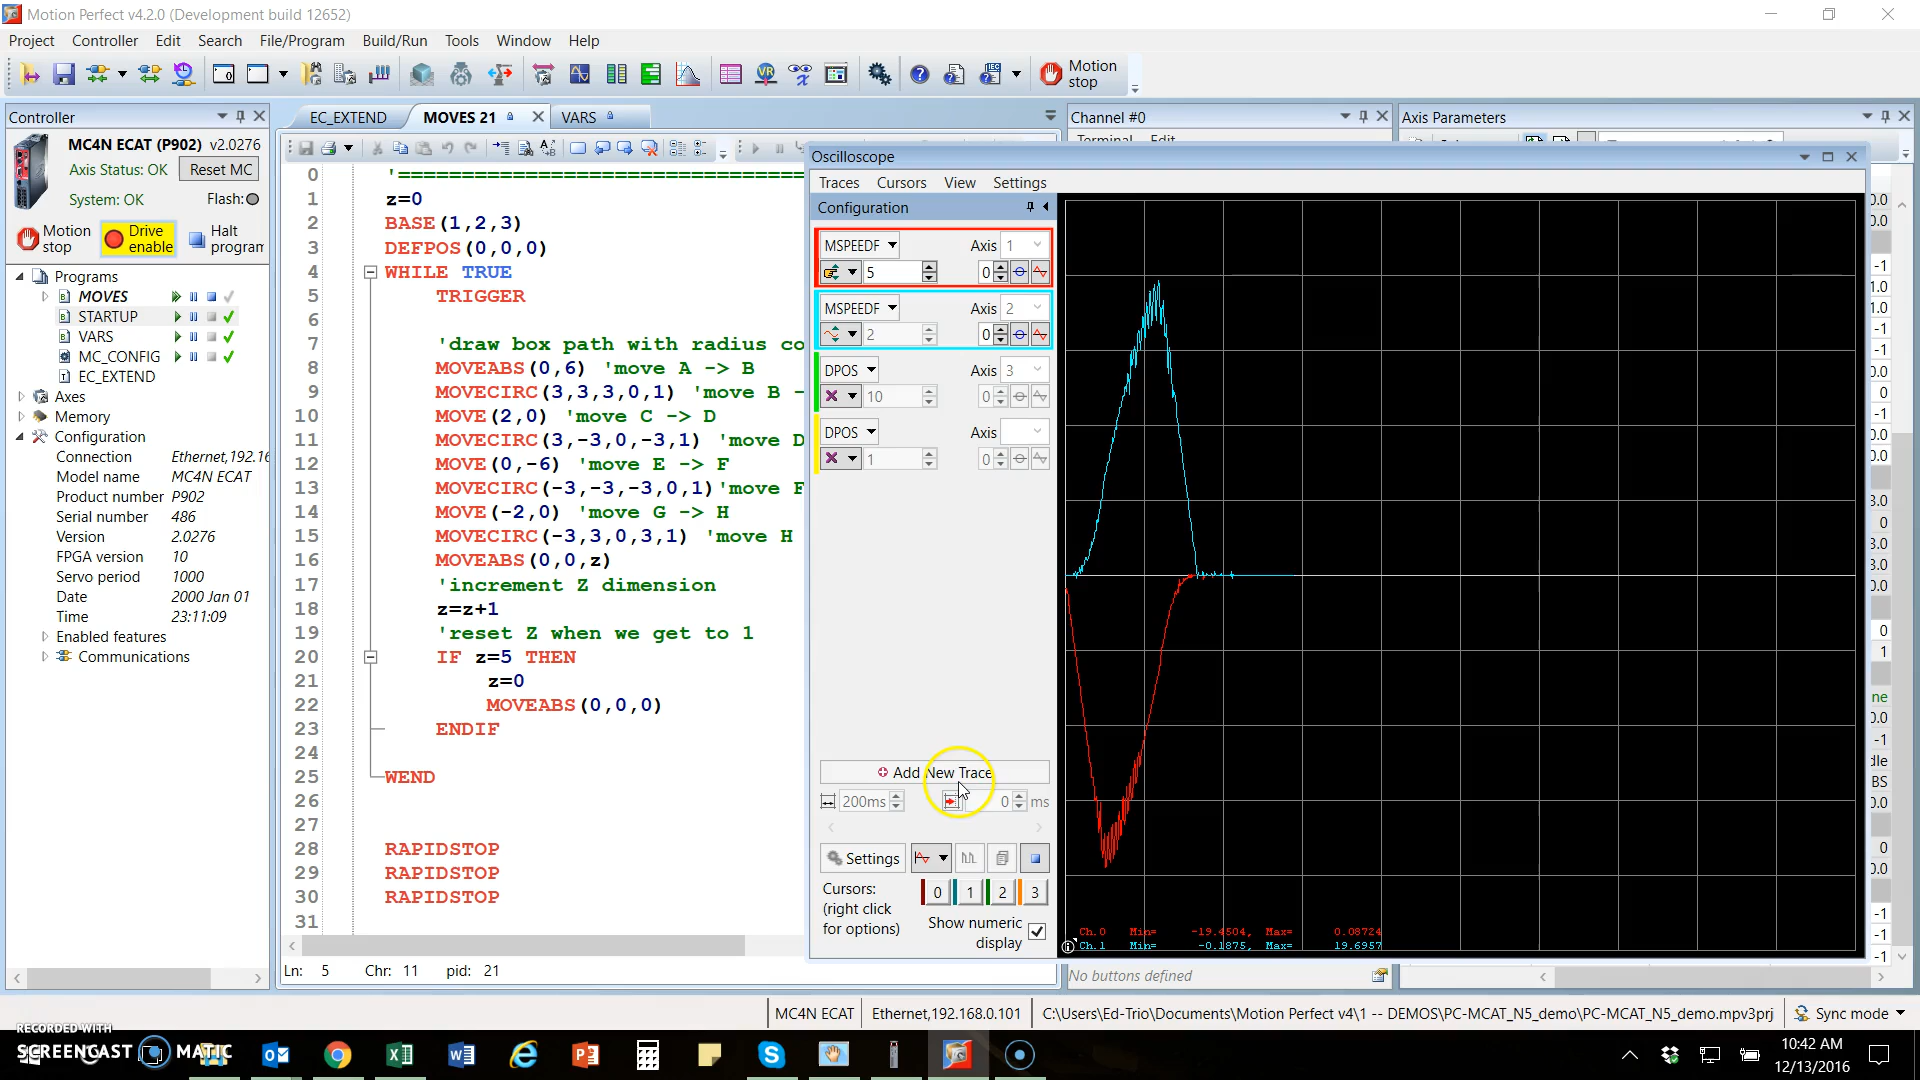 Motion Perfect v4.2.0 (Development build 12652)
Project Controller Edit Search File/Program Build/Run Tools Window Help
Motion stop
Controller
MC4N ECAT (P902) v2.0276
Axis Status: OK Reset MC
System: OK Flash:
Motion stop
Drive enable
Halt program
Programs
MOVES
STARTUP
VARS
MC_CONFIG
EC_EXTEND
Axes
Memory
Configuration
Connection Ethernet,192.16
Model name MC4N ECAT
Product number P902
Serial number 486
Version 2.0276
FPGA version 10
Servo period 1000
Date 2000 Jan 01
Time 23:11:09
Enabled features
Communications
EC_EXTEND MOVES 21 VARS
0 '=================================
1 z=0
2 BASE(1,2,3)
3 DEFPOS(0,0,0)
4 WHILE TRUE
5 TRIGGER
6
7 'draw box path with radius co
8 MOVEABS(0,6) 'move A -> B
9 MOVECIRC(3,3,3,0,1) 'move B -
10 MOVE(2,0) 'move C -> D
11 MOVECIRC(3,-3,0,-3,1) 'move D
12 MOVE(0,-6) 'move E -> F
13 MOVECIRC(-3,-3,-3,0,1)'move F
14 MOVE(-2,0) 'move G -> H
15 MOVECIRC(-3,3,0,3,1) 'move H
16 MOVEABS(0,0,z)
17 'increment Z dimension
18 z=z+1
19 'reset Z when we get to 1
20 IF z=5 THEN
21 z=0
22 MOVEABS(0,0,0)
23 ENDIF
24
25 WEND
26
27
28 RAPIDSTOP
29 RAPIDSTOP
30 RAPIDSTOP
31
Ln: 5 Chr: 11 pid: 21
Channel #0
Terminal Edit
Axis Parameters
Oscilloscope
Traces Cursors View Settings
Configuration
MSPEEDF Axis 1
5 0
MSPEEDF Axis 2
2 0
DPOS Axis 3
10 0
DPOS Axis
1 0
Add New Trace
200ms 0 ms
Settings
Cursors: (right click for options)
0 1 2 3
Show numeric display
Ch.0 Min= -19.4504, Max= 0.08724
Ch.1 Min= -0.1875, Max= 19.6957
No buttons defined
MC4N ECAT Ethernet,192.168.0.101 C:\Users\Ed-Trio\Documents\Motion Perfect v4\1 -- DEMOS\PC-MCAT_N5_demo\PC-MCAT_N5_demo.mpv3prj Sync mode
RECORDED WITH
SCREENCAST MATIC
10:42 AM
12/13/2016